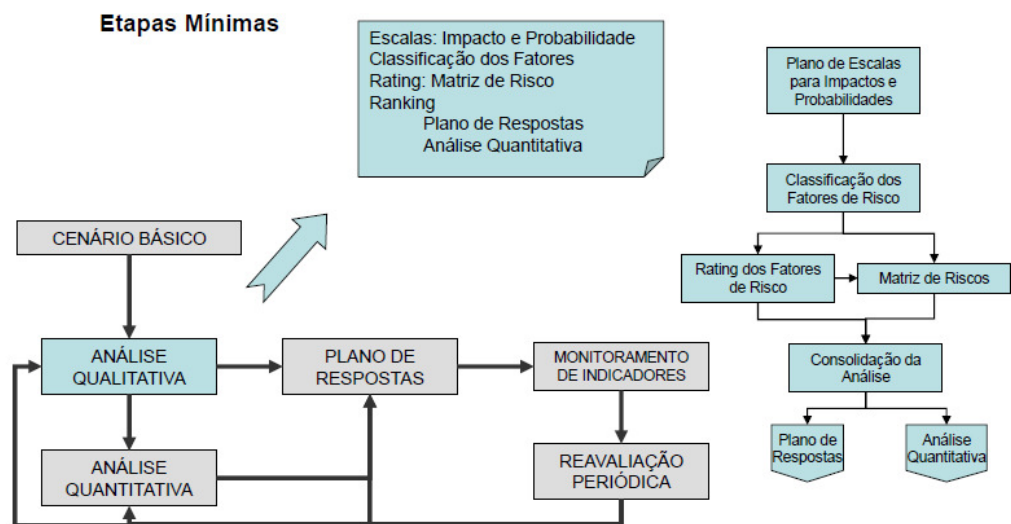 Etapas Mínimas
Escalas: Impacto e Probabilidade
Classificação dos Fatores
Rating: Matriz de Risco
Ranking
Plano de Respostas
Análise Quantitativa
CENÁRIO BÁSICO
ANÁLISE
QUALITATIVA
PLANO DE
RESPOSTAS
MONITORAMENTO
DE INDICADORES
ANÁLISE
QUANTITATIVA
REAVALIAÇÃO
PERIÓDICA
Plano de Escalas
para Impactos e
Probabilidades
Classificação dos
Fatores de Risco
Rating dos Fatores
de Risco
Matriz de Riscos
Consolidação da
Análise
Plano de
Respostas
Análise
Quantitativa